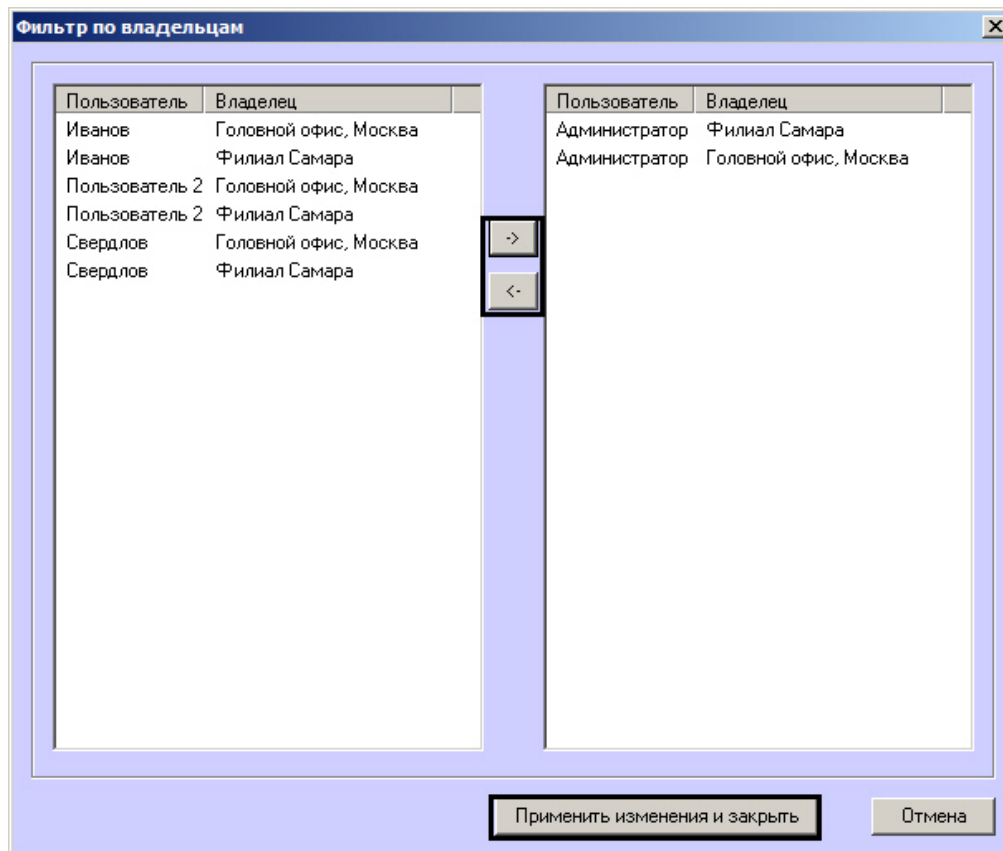 Фильтр по владельцам
Пользователь Владелец
Иванов Головной офис, Москва
Иванов Филиал Самара
Пользователь 2 Головной офис, Москва
Пользователь 2 Филиал Самара
Свердлов Головной офис, Москва
Свердлов Филиал Самара
->
<-
Пользователь Владелец
Администратор Филиал Самара
Администратор Головной офис, Москва
Применить изменения и закрыть
Отмена